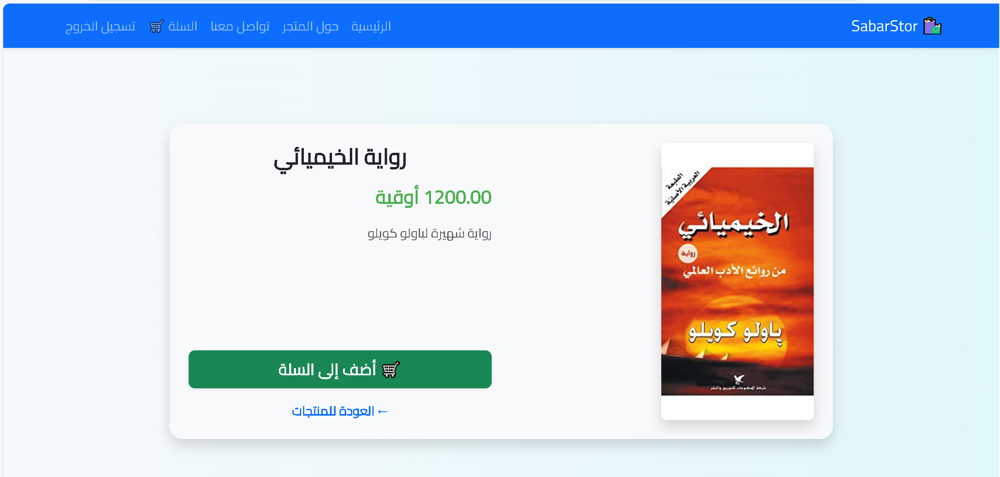 SabarStor
الرئيسية حول المتجر تواصل معنا السلة تسجيل الخروج
الطبعة
العربية الأصلية
الخيميائي
رواية
من روائع الأدب العالمي
پاولو كويلو
شركة المطبوعات للتوزيع والنشر
رواية الخيميائي
1200.00 أوقية
رواية شهيرة لباولو كويلو
أضف إلى السلة
← العودة للمنتجات